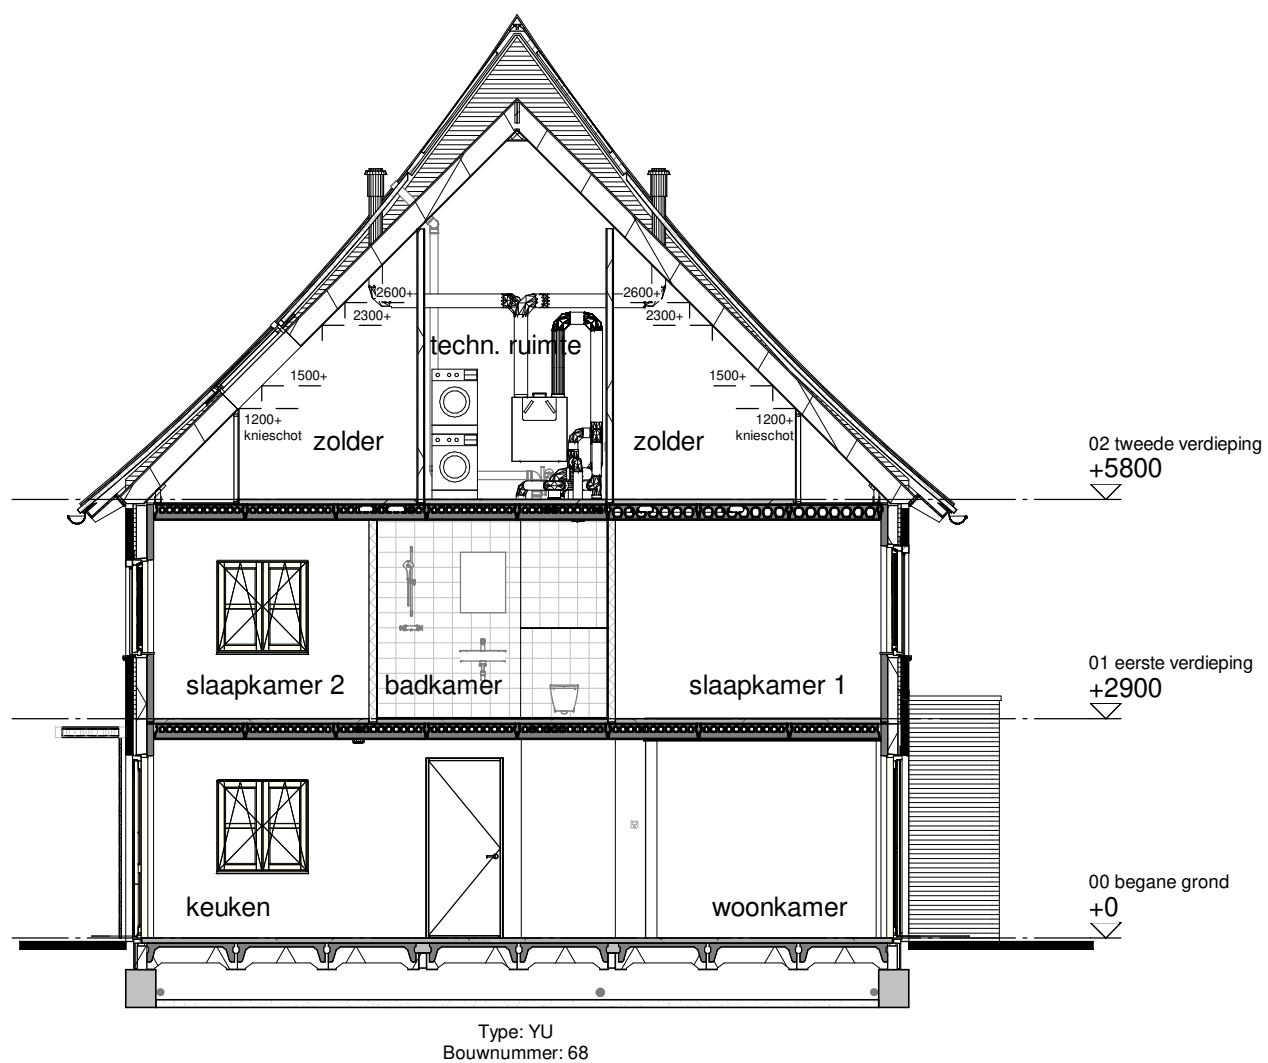 2600+
2600+
2300+
2300+
techn. ruimte
1500+
1500+
1200+
knieschot
1200+
knieschot
zolder
zolder
02 tweede verdieping
+5800
slaapkamer 2
badkamer
slaapkamer 1
01 eerste verdieping
+2900
keuken
woonkamer
00 begane grond
+0
Type: YU
Bouwnummer: 68